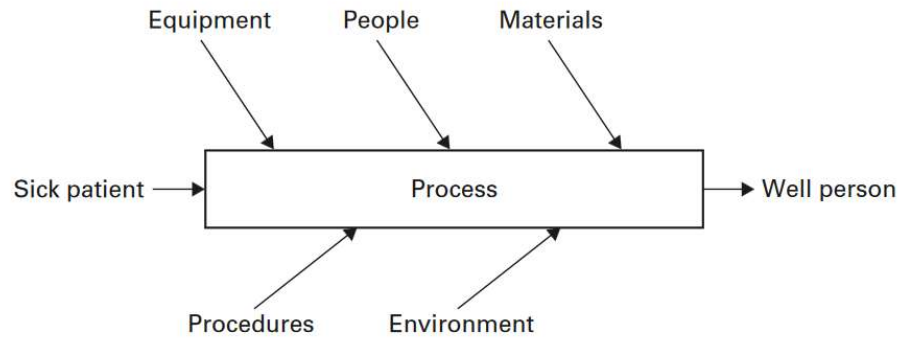 Equipment People Materials
Sick patient Process Well person
Procedures Environment